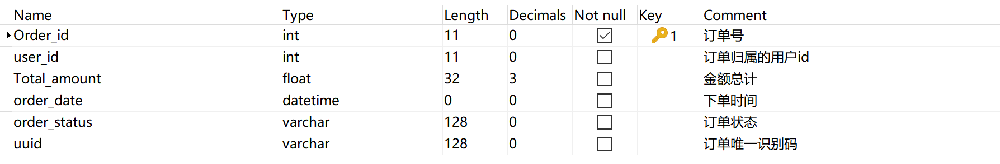 Name Type Length Decimals Not null Key Comment
Order_id int 11 0 1 订单号
user_id int 11 0 订单归属的用户id
Total_amount float 32 3 金额总计
order_date datetime 0 0 下单时间
order_status varchar 128 0 订单状态
uuid varchar 128 0 订单唯一识别码